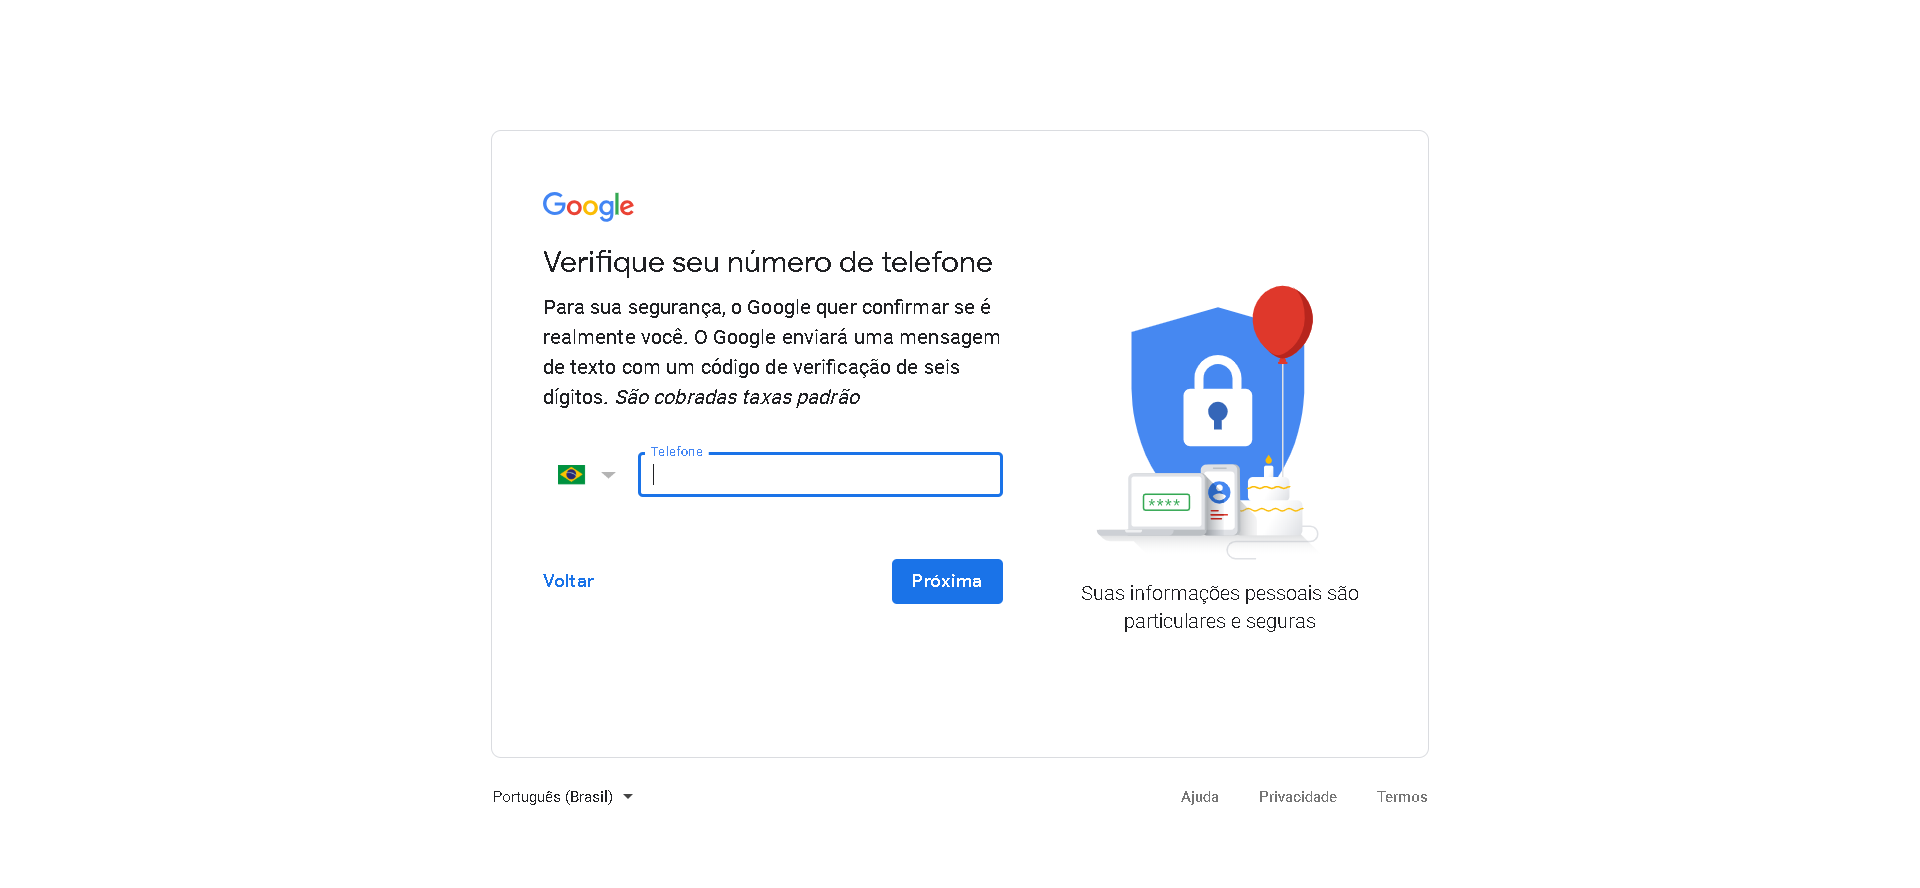 Google
Verifique seu número de telefone
Para sua segurança, o Google quer confirmar se é
realmente você. O Google enviará uma mensagem
de texto com um código de verificação de seis
dígitos. São cobradas taxas padrão
Telefone
Voltar
Próxima
****
Suas informações pessoais são
particulares e seguras
Português (Brasil)
Ajuda
Privacidade
Termos